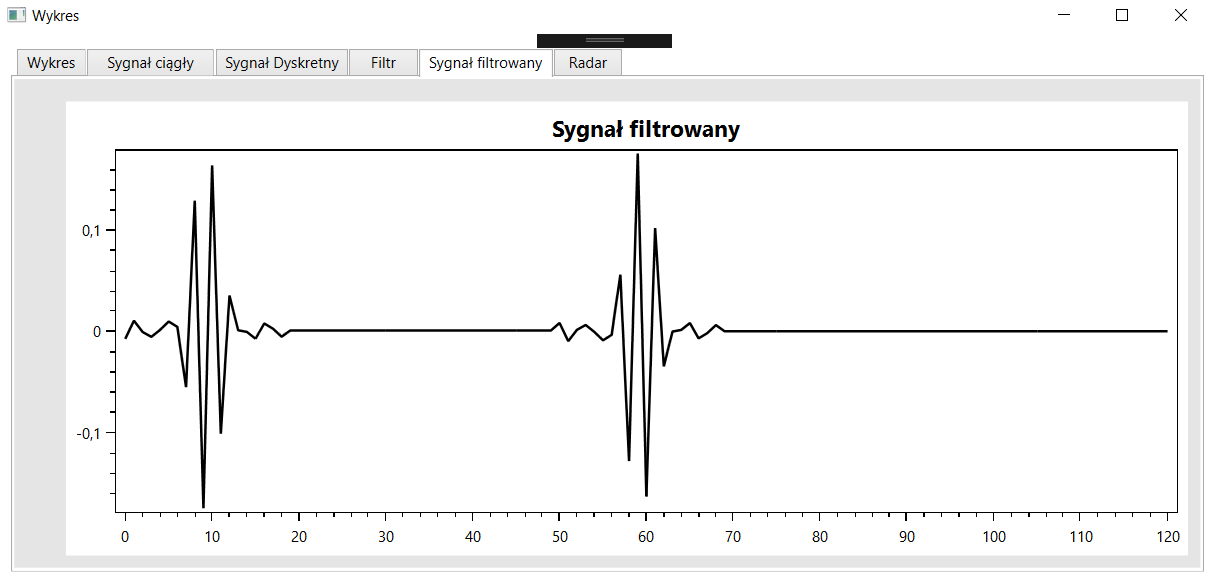 Wykres
Wykres Sygnał ciągły Sygnał Dyskretny Filtr Sygnał filtrowany Radar
Sygnał filtrowany
0,1
0
-0,1
0 10 20 30 40 50 60 70 80 90 100 110 120